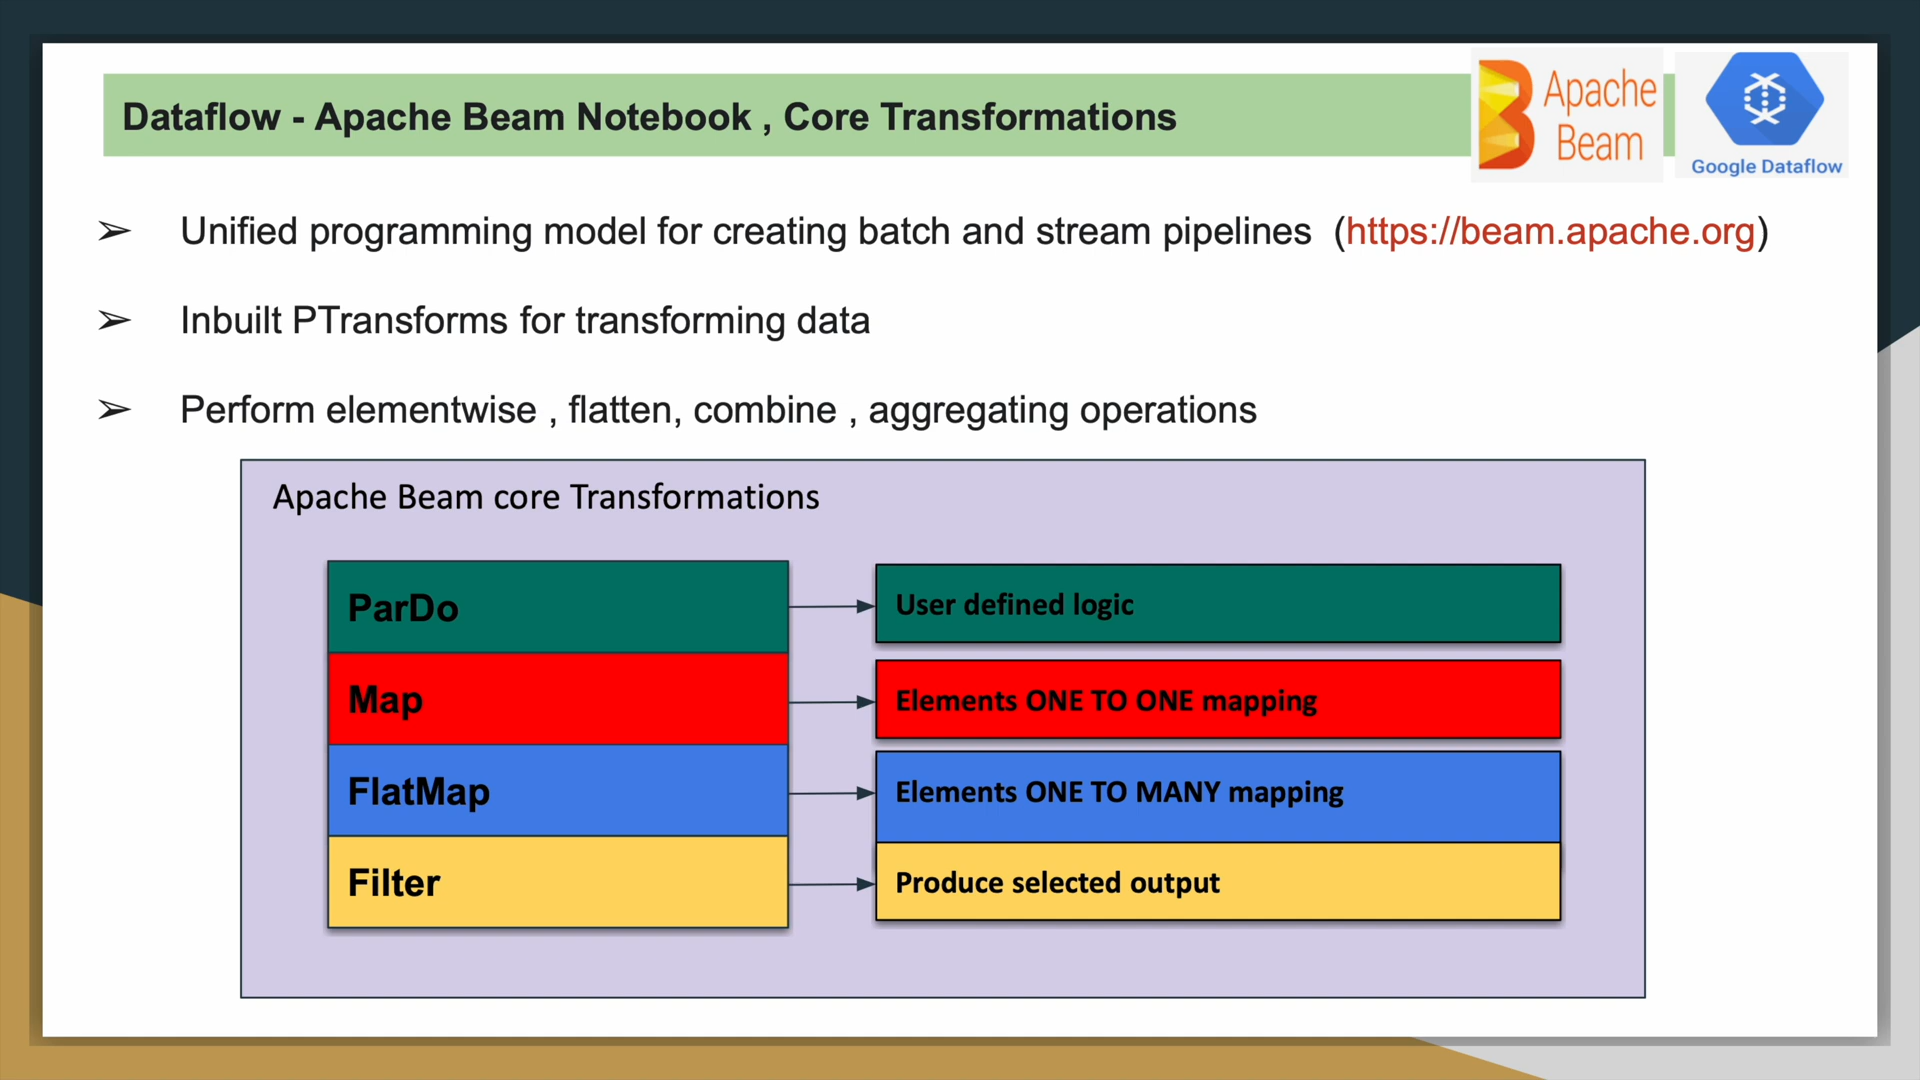 Dataflow - Apache Beam Notebook , Core Transformations
Apache
Beam
Google Dataflow
➢ Unified programming model for creating batch and stream pipelines (https://beam.apache.org)
➢ Inbuilt PTransforms for transforming data
➢ Perform elementwise , flatten, combine , aggregating operations
Apache Beam core Transformations
ParDo
User defined logic
Map
Elements ONE TO ONE mapping
FlatMap
Elements ONE TO MANY mapping
Filter
Produce selected output